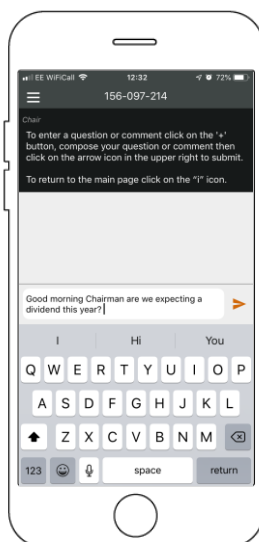 EE WiFiCall 12:32 72%
156-097-214
Chair
To enter a question or comment click on the '+'
button, compose your question or comment then
click on the arrow icon in the upper right to submit.
To return to the main page click on the “i” icon.
Good morning Chairman are we expecting a
dividend this year?
I Hi You
Q W E R T Y U I O P
A S D F G H J K L
Z X C V B N M
123 space return